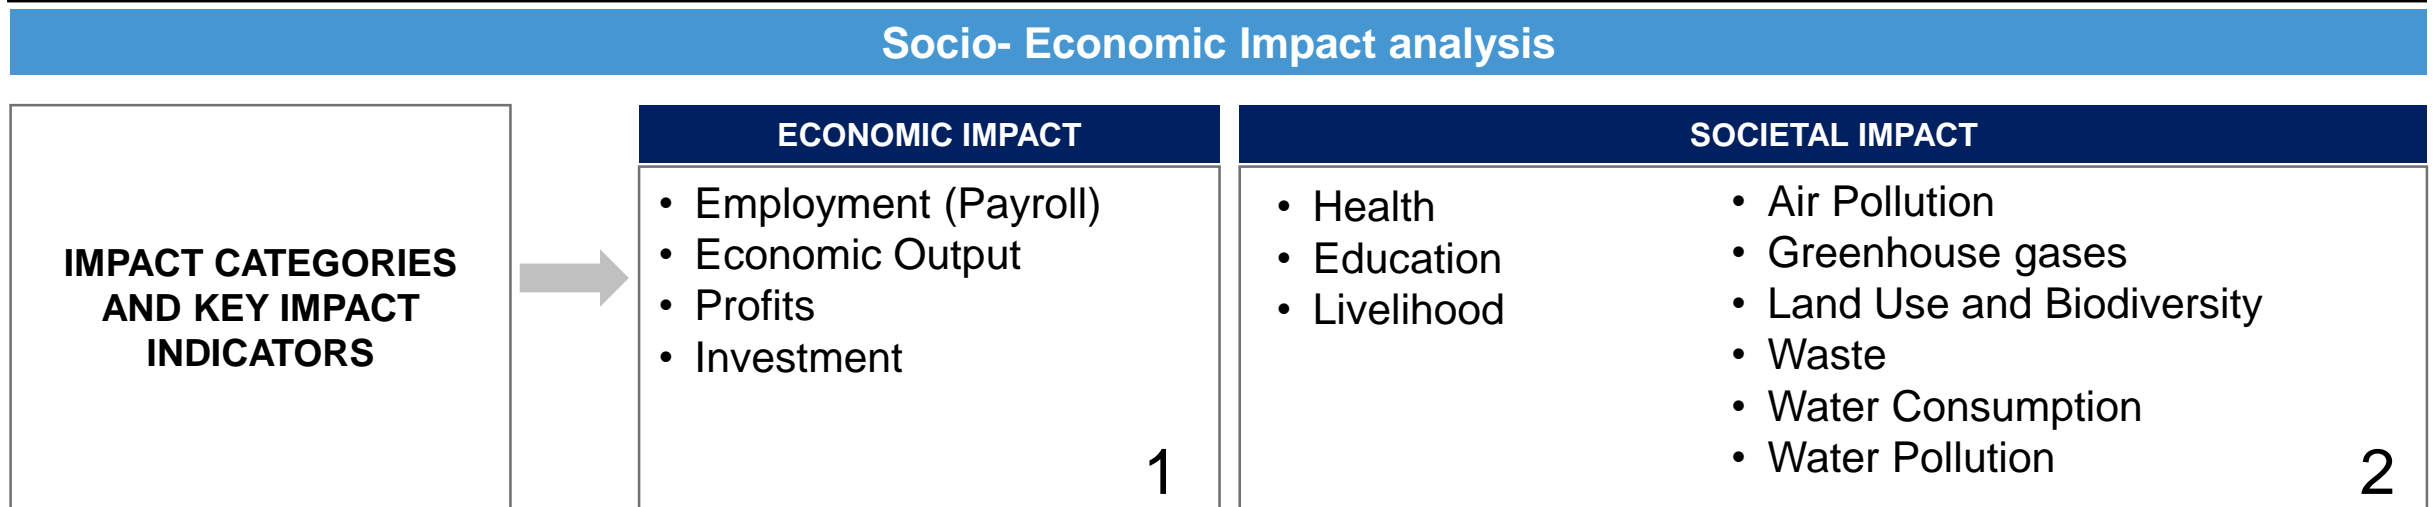 Socio- Economic Impact analysis
IMPACT CATEGORIES
AND KEY IMPACT
INDICATORS
ECONOMIC IMPACT
• Employment (Payroll)
• Economic Output
• Profits
• Investment
1
SOCIETAL IMPACT
• Health
• Education
• Livelihood
• Air Pollution
• Greenhouse gases
• Land Use and Biodiversity
• Waste
• Water Consumption
• Water Pollution
2